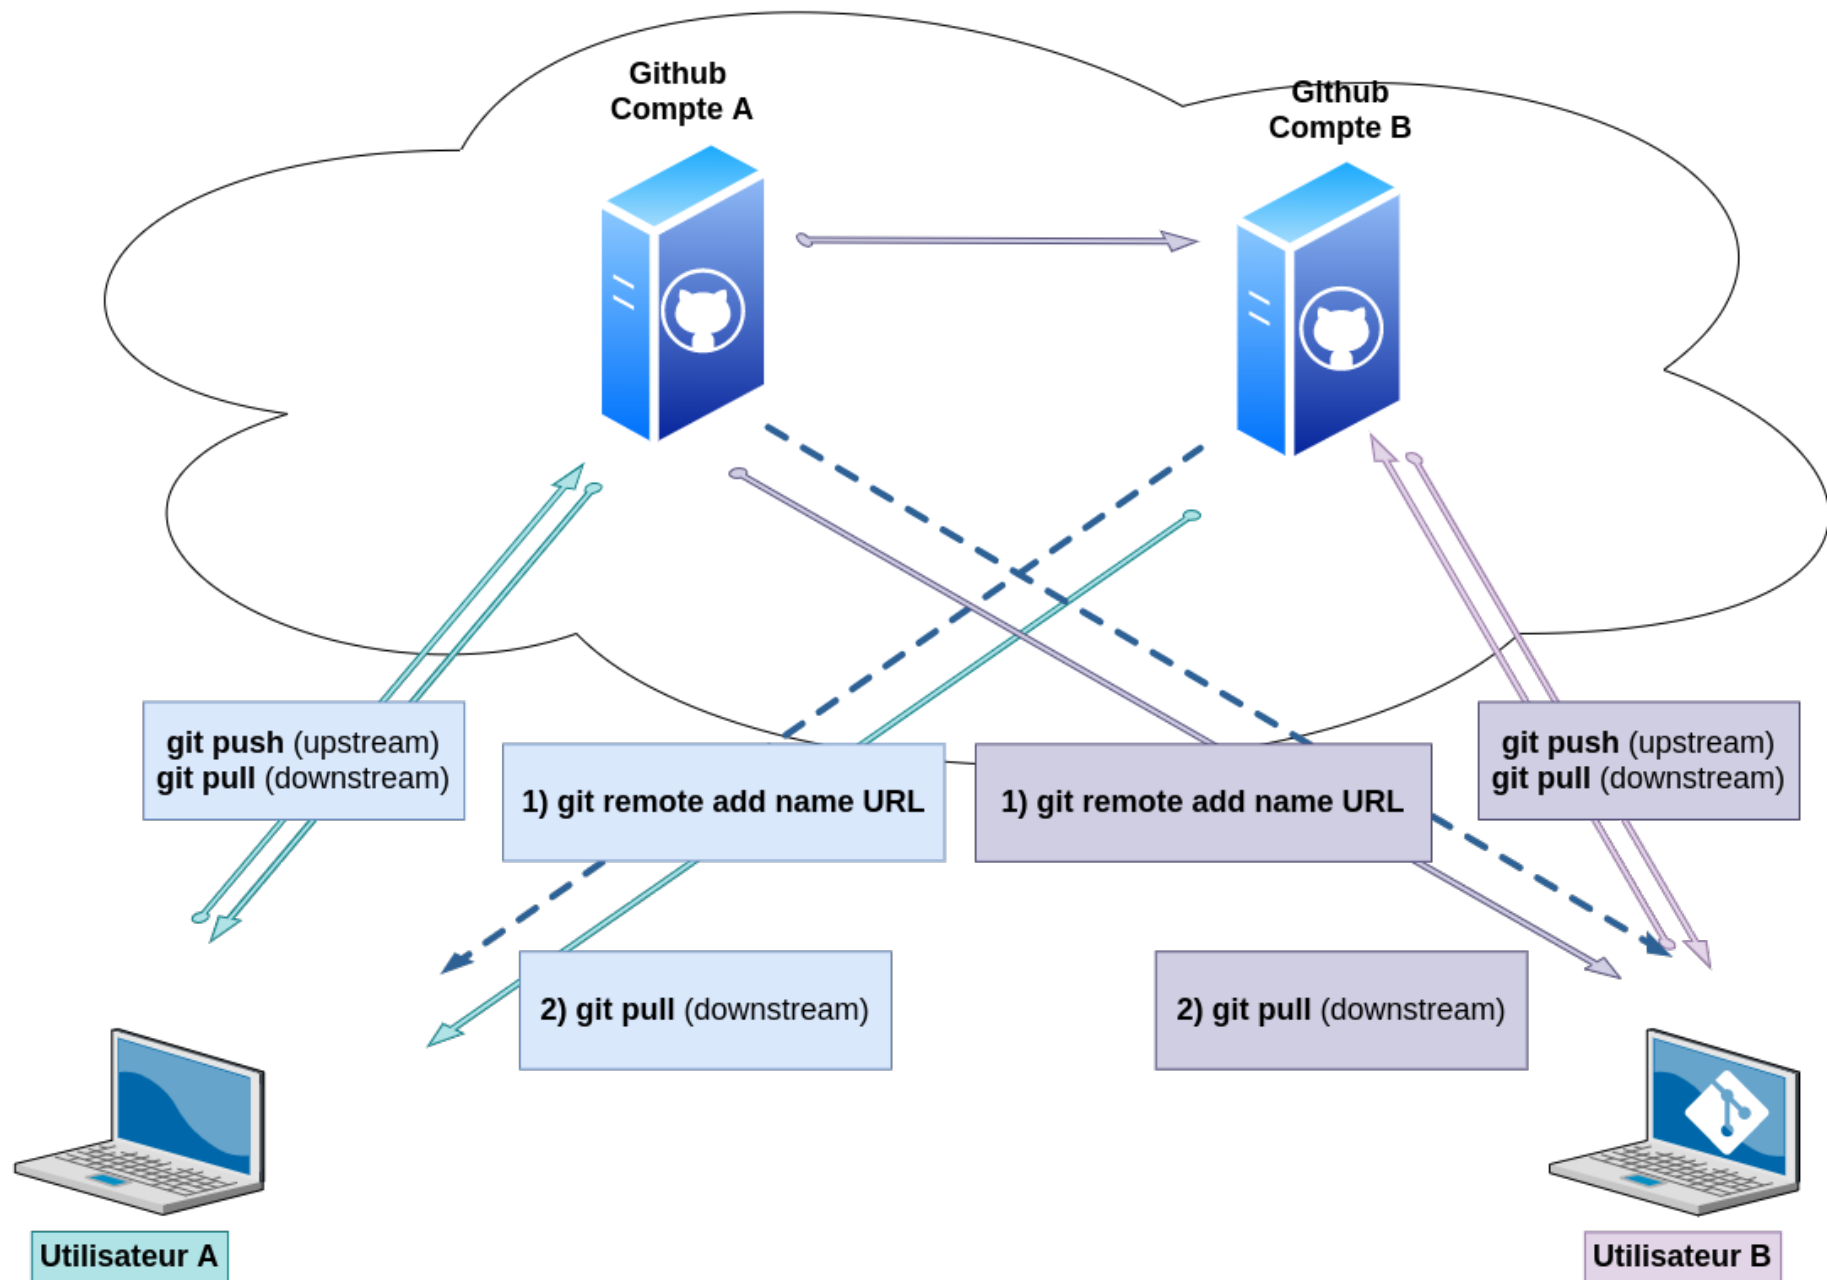 Github
Compte A
Github
Compte B
git push (upstream)
git pull (downstream)
1) git remote add name URL
1) git remote add name URL
git push (upstream)
git pull (downstream)
2) git pull (downstream)
2) git pull (downstream)
Utilisateur A
Utilisateur B